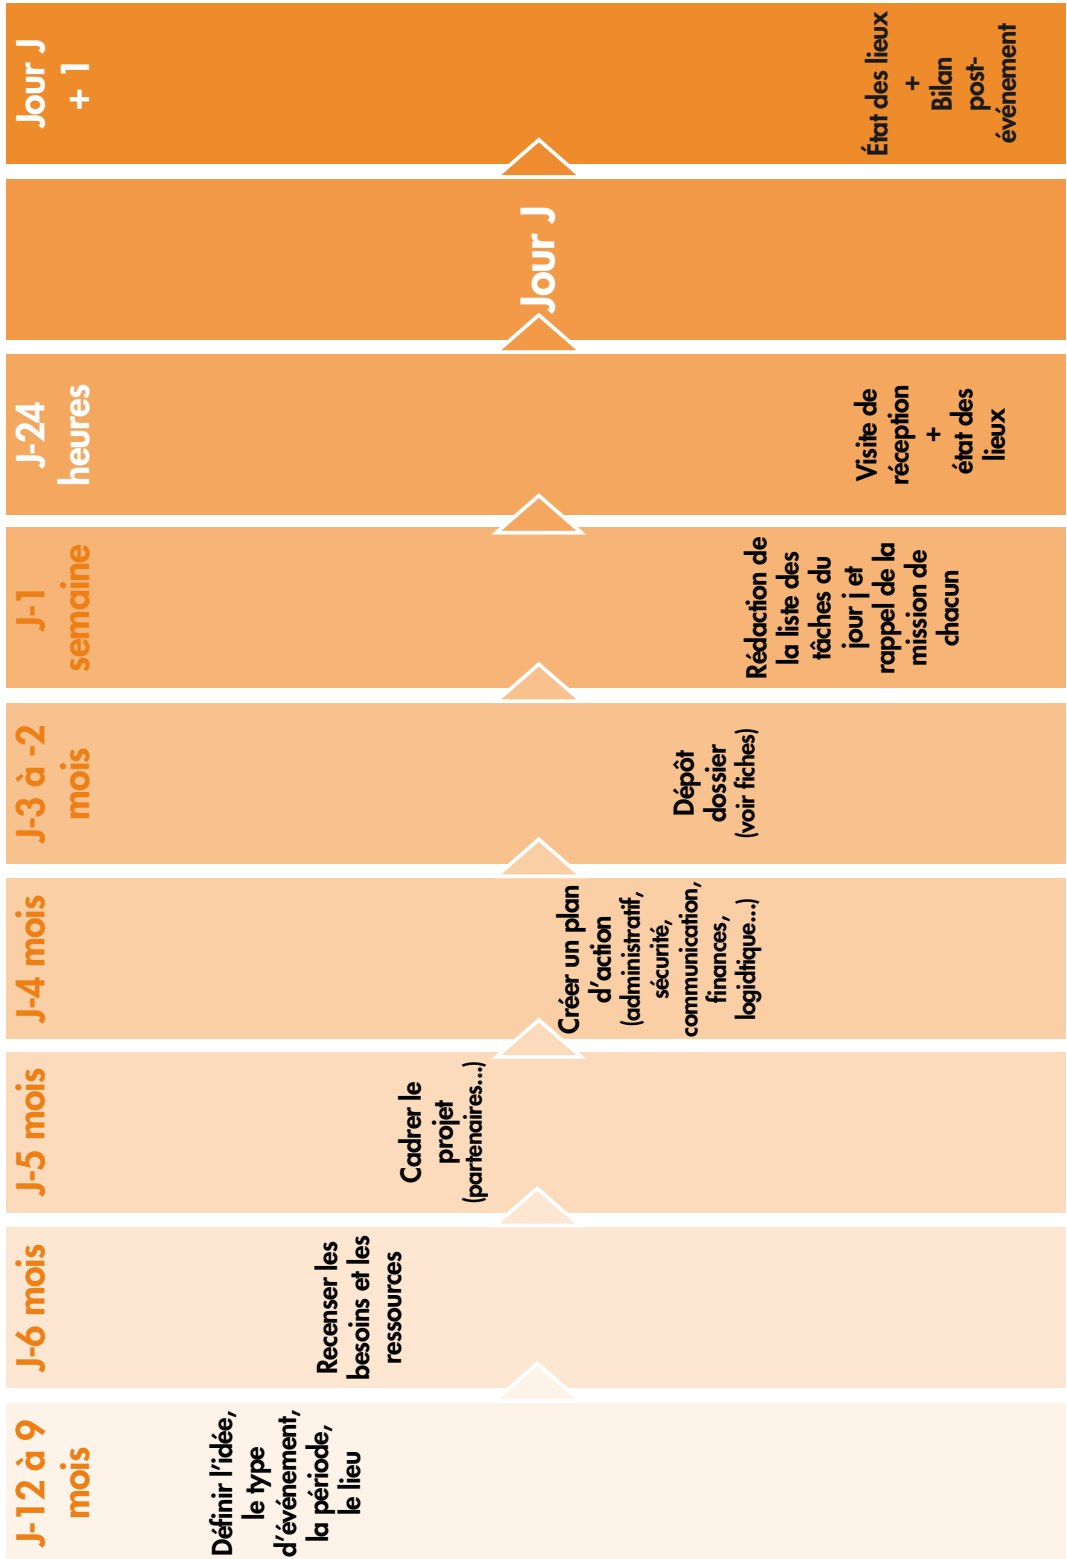 J-12 à 9
mois
Définir l'idée,
le type
d'événement,
la période,
le lieu
J-6 mois
Recenser les
besoins et les
ressources
J-5 mois
Cadrer le
projet
(partenaires...)
J-4 mois
Créer un plan
d'action
(administratif,
sécurité,
communication,
finances,
logidtique...)
J-3 à -2
mois
Dépôt
dossier
(voir fiches)
J-1
semaine
Rédaction de
la liste des
tâches du
jour j et
rappel de la
mission de
chacun
J-24
heures
Visite de
réception
+
état des
lieux
Jour J
Jour J
+ 1
État des lieux
+
Bilan
post-
événement